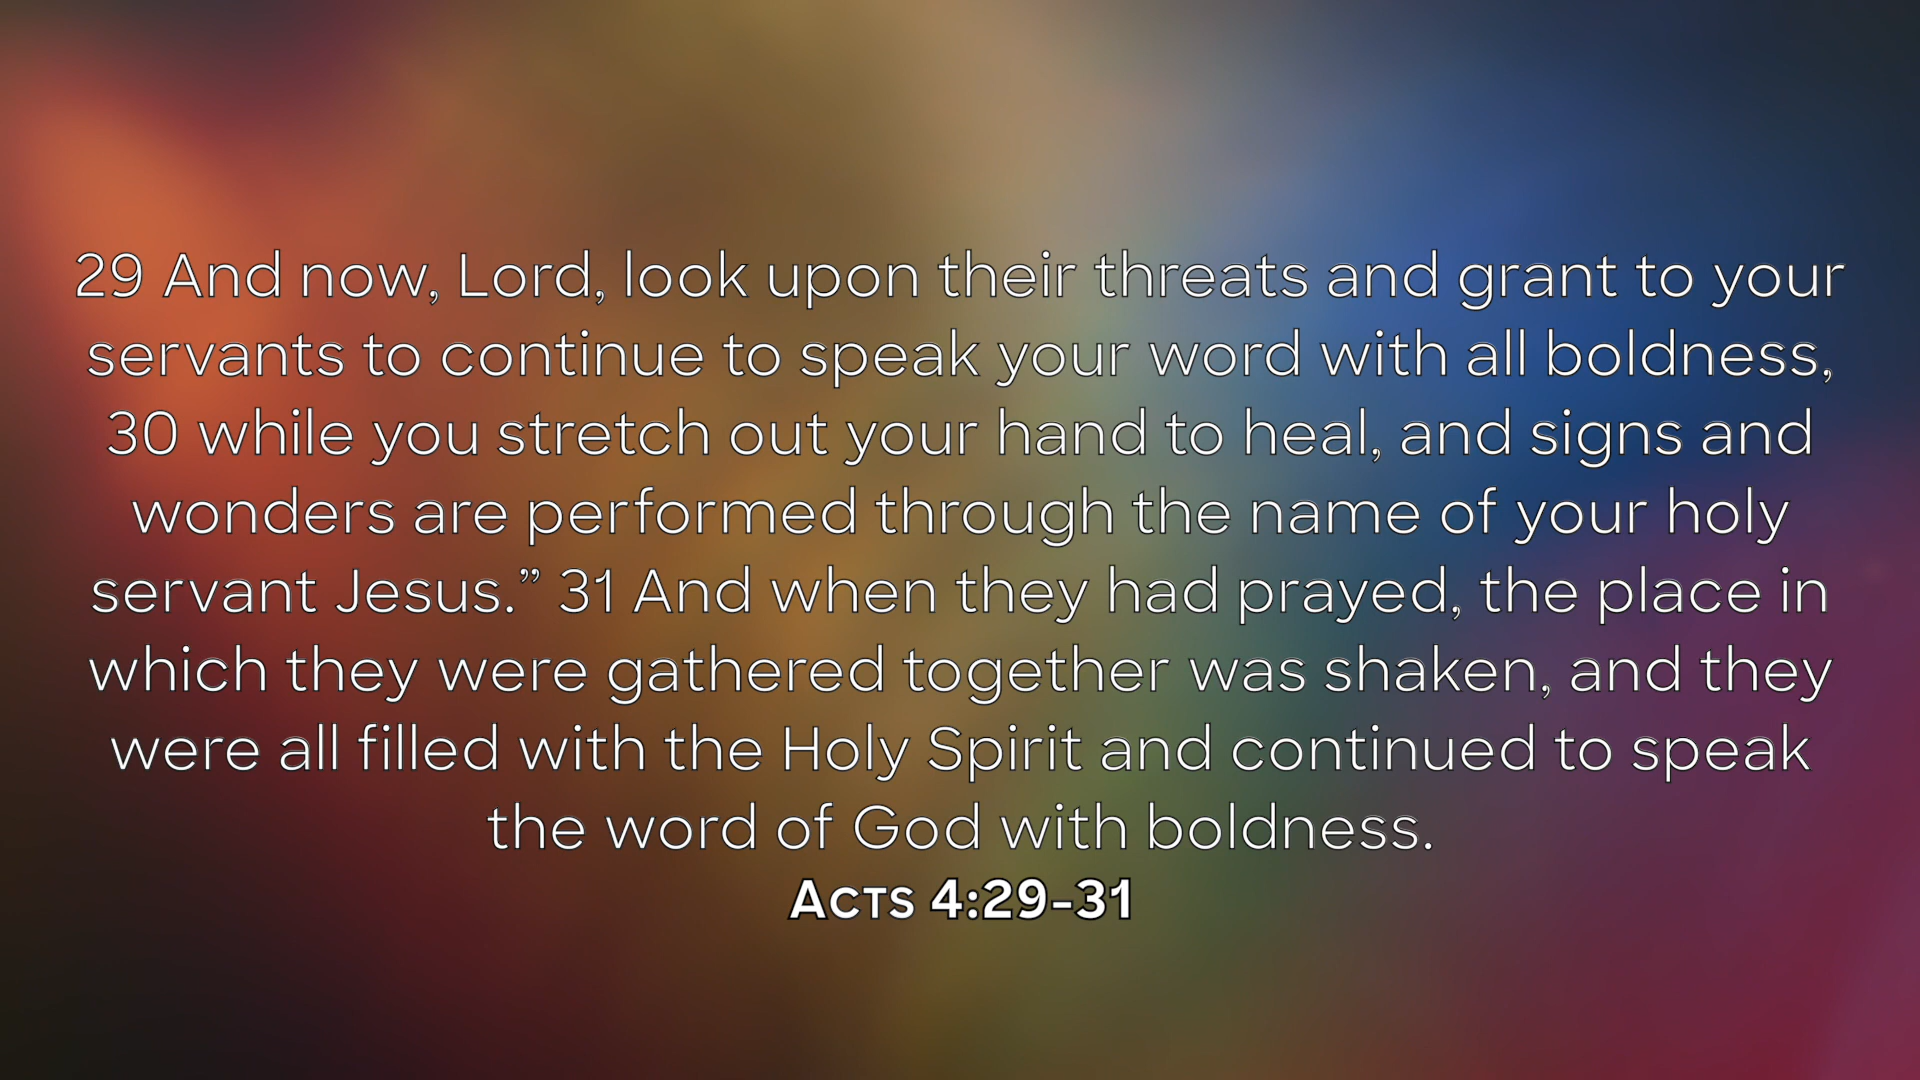 29 And now, Lord, look upon their threats and grant to your
servants to continue to speak your word with all boldness,
30 while you stretch out your hand to heal, and signs and
wonders are performed through the name of your holy
servant Jesus.” 31 And when they had prayed, the place in
which they were gathered together was shaken, and they
were all filled with the Holy Spirit and continued to speak
the word of God with boldness.
Acts 4:29-31